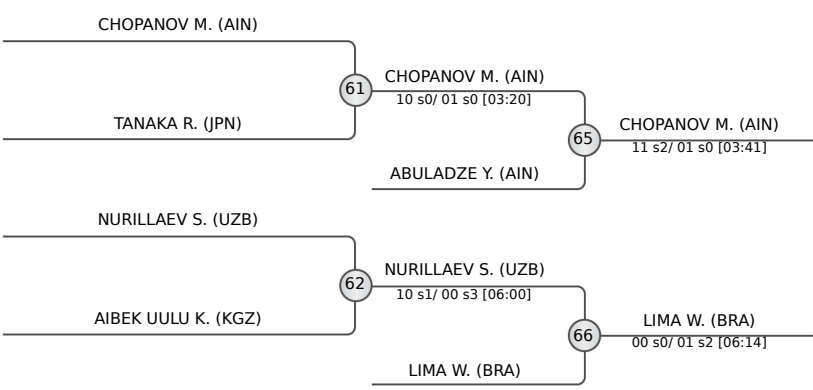 CHOPANOV M. (AIN)
61
CHOPANOV M. (AIN)
10 s0/ 01 s0 [03:20]
TANAKA R. (JPN)
65
CHOPANOV M. (AIN)
11 s2/ 01 s0 [03:41]
ABULADZE Y. (AIN)
NURILLAEV S. (UZB)
62
NURILLAEV S. (UZB)
10 s1/ 00 s3 [06:00]
AIBEK UULU K. (KGZ)
66
LIMA W. (BRA)
00 s0/ 01 s2 [06:14]
LIMA W. (BRA)